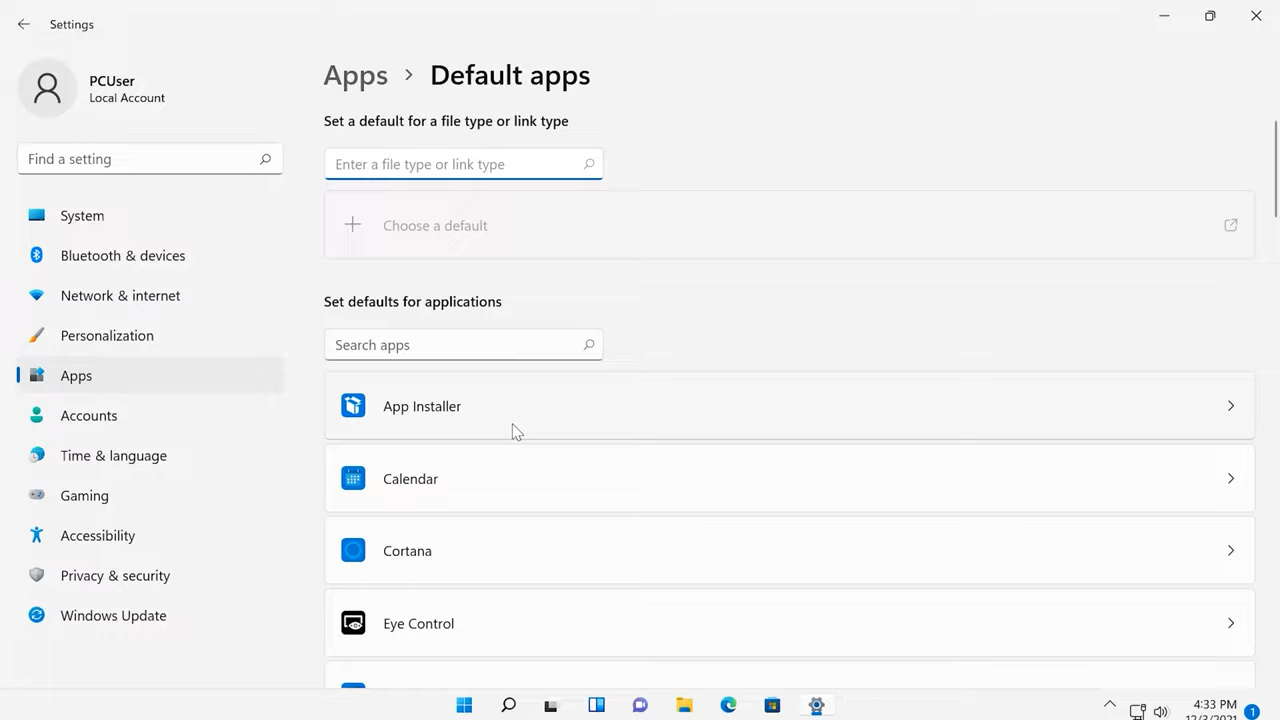 Settings
PCUser
Local Account
Find a setting
System
Bluetooth & devices
Network & internet
Personalization
Apps
Accounts
Time & language
Gaming
Accessibility
Privacy & security
Windows Update
Apps > Default apps
Set a default for a file type or link type
Enter a file type or link type
Choose a default
Set defaults for applications
Search apps
App Installer
Calendar
Cortana
Eye Control
4:33 PM
1